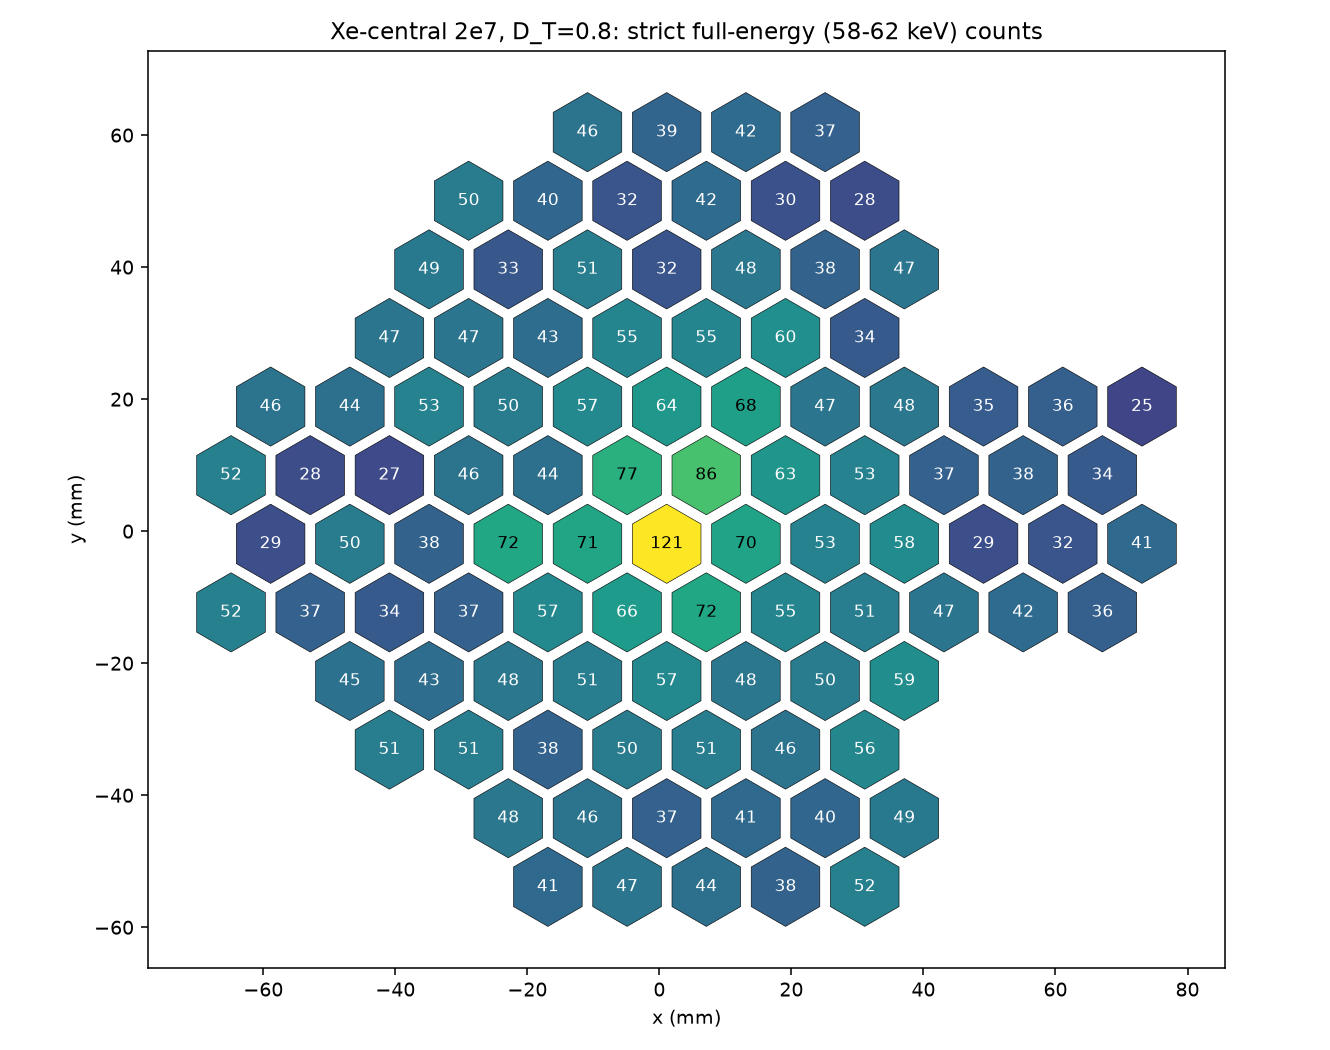 Xe-central 2e7, D_T=0.8: strict full-energy (58-62 keV) counts
60
46 39 42 37
50 40 32 42 30 28
40
49 33 51 32 48 38 47
47 47 43 55 55 60 34
20
46 44 53 50 57 64 68 47 48 35 36 25
52 28 27 46 44 77 86 63 53 37 38 34
y (mm)
0
29 50 38 72 71 121 70 53 58 29 32 41
52 37 34 37 57 66 72 55 51 47 42 36
−20
45 43 48 51 57 48 50 59
51 51 38 50 51 46 56
−40
48 46 37 41 40 49
41 47 44 38 52
−60
−60 −40 −20 0 20 40 60 80
x (mm)